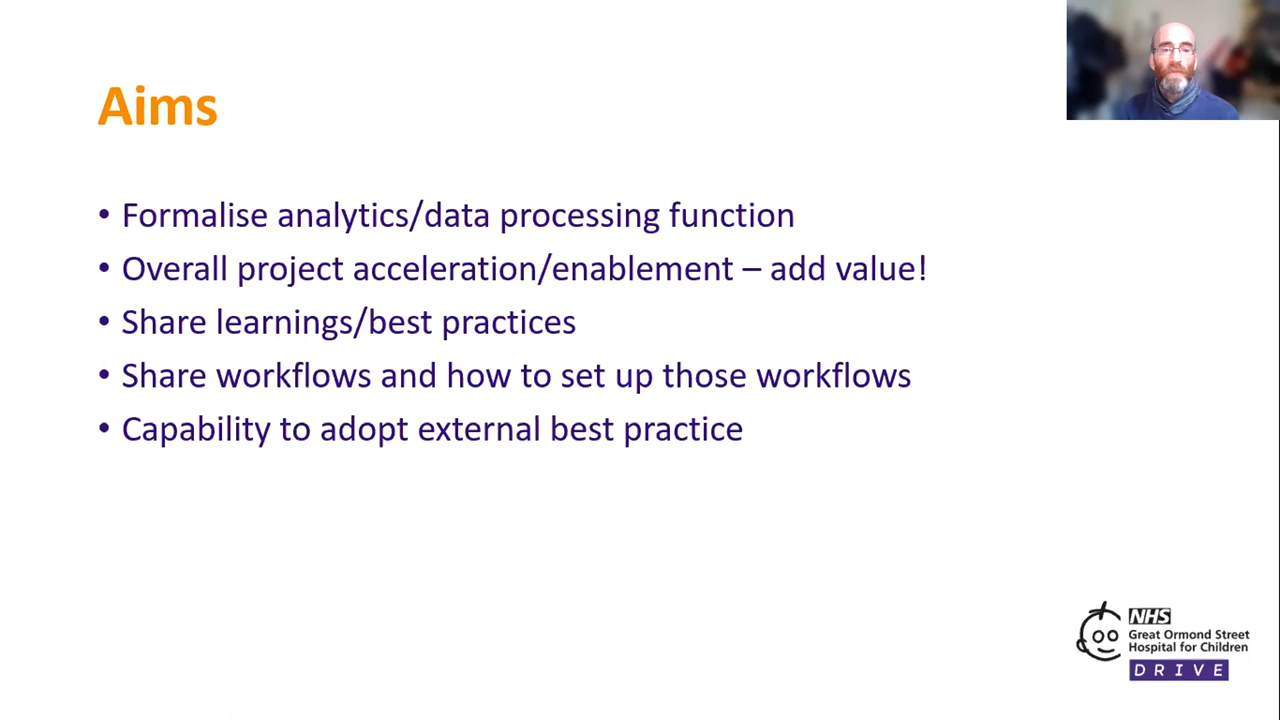 Aims
• Formalise analytics/data processing function
• Overall project acceleration/enablement – add value!
• Share learnings/best practices
• Share workflows and how to set up those workflows
• Capability to adopt external best practice
NHS
Great Ormond Street
Hospital for Children
DRIVE